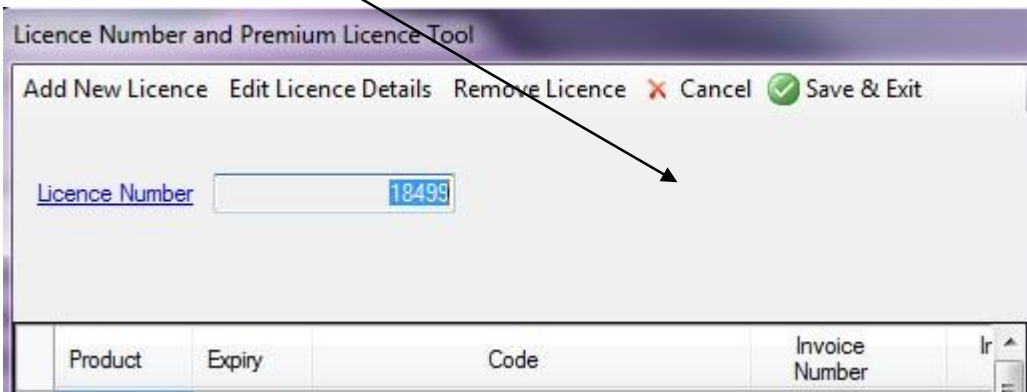 Licence Number and Premium Licence Tool
Add New Licence Edit Licence Details Remove Licence Cancel Save & Exit
Licence Number 18499
Product Expiry Code Invoice Number